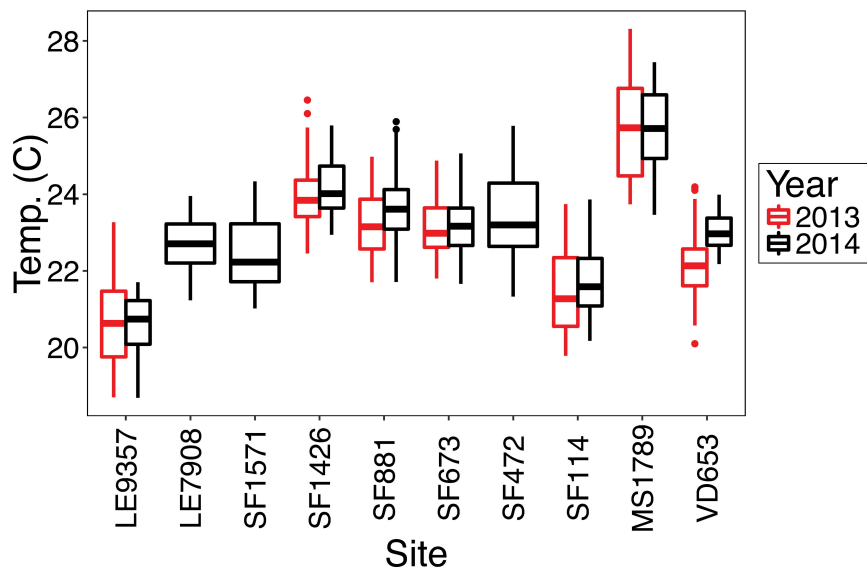 Temp. (C)
28
26
24
22
20
LE9357
LE7908
SF1571
SF1426
SF881
SF673
SF472
SF114
MS1789
VD653
Site
Year
2013
2014